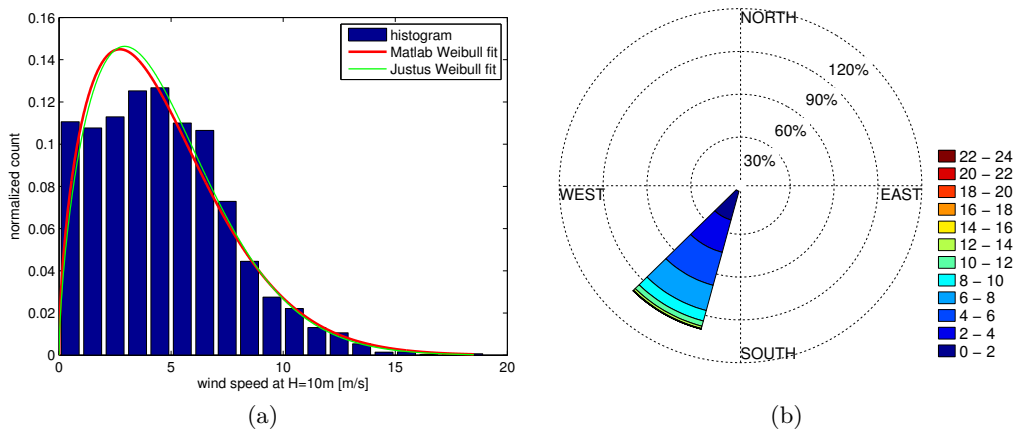 0.16
0.14
0.12
0.1
0.08
0.06
0.04
0.02
0
normalized count
histogram
Matlab Weibull fit
Justus Weibull fit
0 5 10 15 20
wind speed at H=10m [m/s]
(a)
NORTH
120%
90%
60%
30%
WEST
EAST
SOUTH
22 − 24
20 − 22
18 − 20
16 − 18
14 − 16
12 − 14
10 − 12
8 − 10
6 − 8
4 − 6
2 − 4
0 − 2
(b)